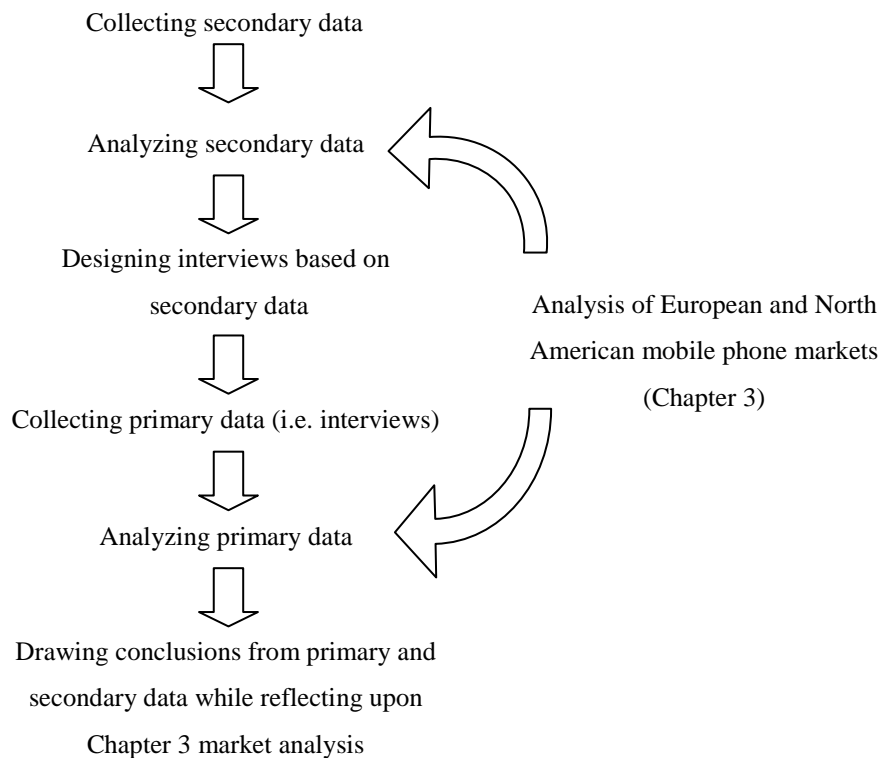 Collecting secondary data
Analyzing secondary data
Designing interviews based on
secondary data
Collecting primary data (i.e. interviews)
Analyzing primary data
Drawing conclusions from primary and
secondary data while reflecting upon
Chapter 3 market analysis
Analysis of European and North
American mobile phone markets
(Chapter 3)